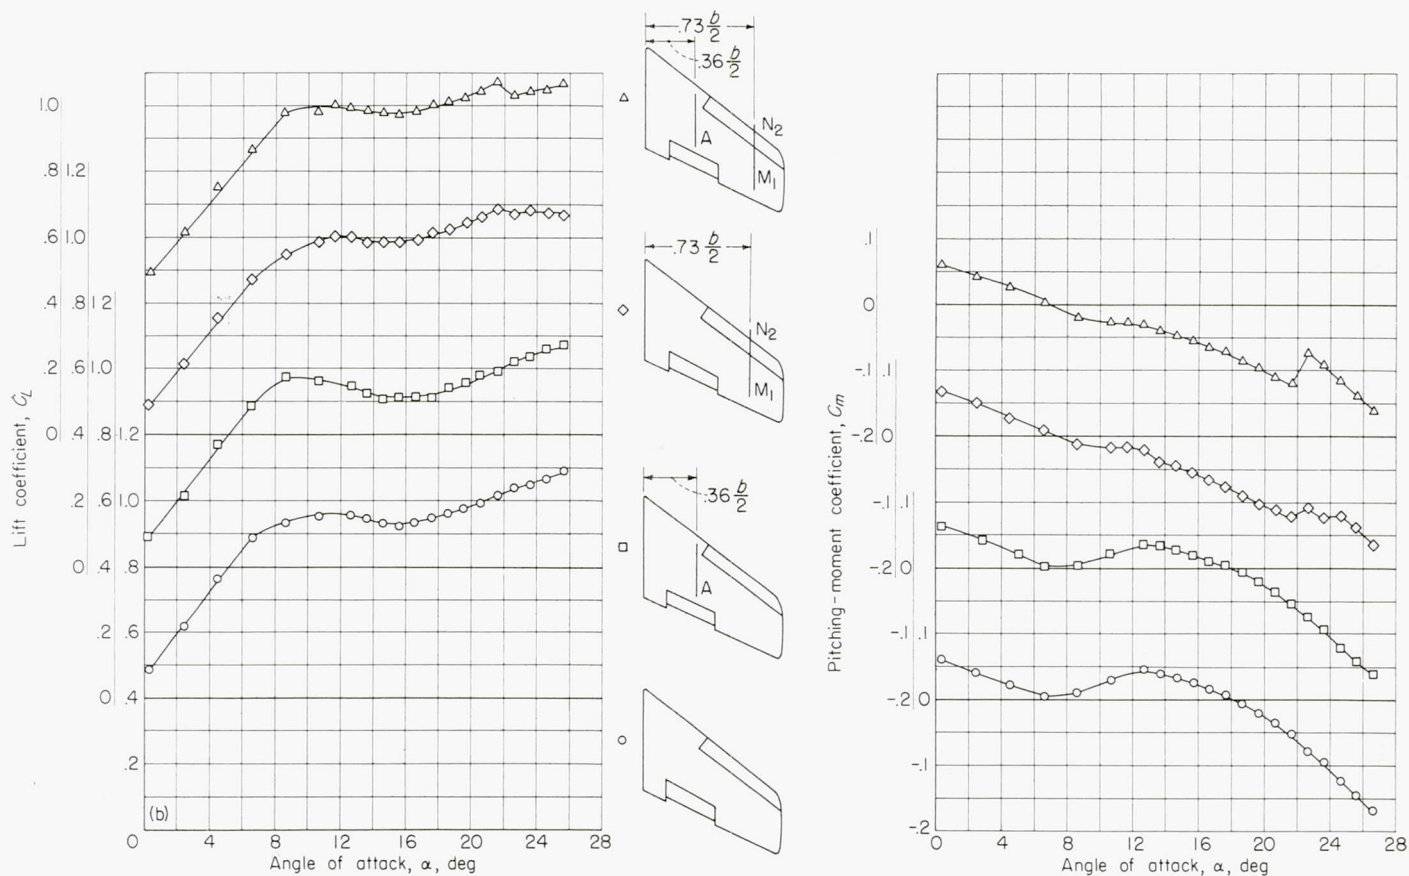 .73 b/2
.36 b/2
A
N2
M1
1.0
.8 1.2
.6 1.0
.4 .8 1.2
.2 .6 1.0
0 .4 .8 1.2
.2 .6 1.0
0 .4 .8
.2 .6
0 .4
.2
0 4 8 12 16 20 24 28
Lift coefficient, CL
(b)
Angle of attack, α, deg
.73 b/2
N2
M1
.36 b/2
A
.1
0
-.1 .1
-.2 0
-.1 .1
-.2 0
-.1 .1
-.2 0
-.1
-.2
0 4 8 12 16 20 24 28
Pitching-moment coefficient, Cm
Angle of attack, α, deg